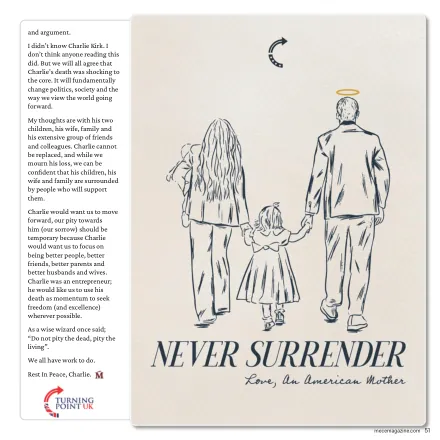 and argument.
I didn't know Charlie Kirk. I
don't think anyone reading this
did. But we will all agree that
Charlie's death was shocking to
the core. It will fundamentally
change politics, society and the
way we view the world going
forward.
My thoughts are with his two
children, his wife, family and
his extensive group of friends
and colleagues. Charlie cannot
be replaced, and while we
mourn his loss, we can be
confident that his children, his
wife and family are surrounded
by people who will support
them.
Charlie would want us to move
forward, our pity towards
him (our sorrow) should be
temporary because Charlie
would want us to focus on
being better people, better
friends, better parents and
better husbands and wives.
Charlie was an entrepreneur;
he would like us to use his
death as momentum to seek
freedom (and excellence)
wherever possible.
As a wise wizard once said;
"Do not pity the dead, pity the
living".
We all have work to do.
Rest In Peace, Charlie. M
TURNING
POINT UK
NEVER SURRENDER
Love, An American Mother
mecemagazine.com 51